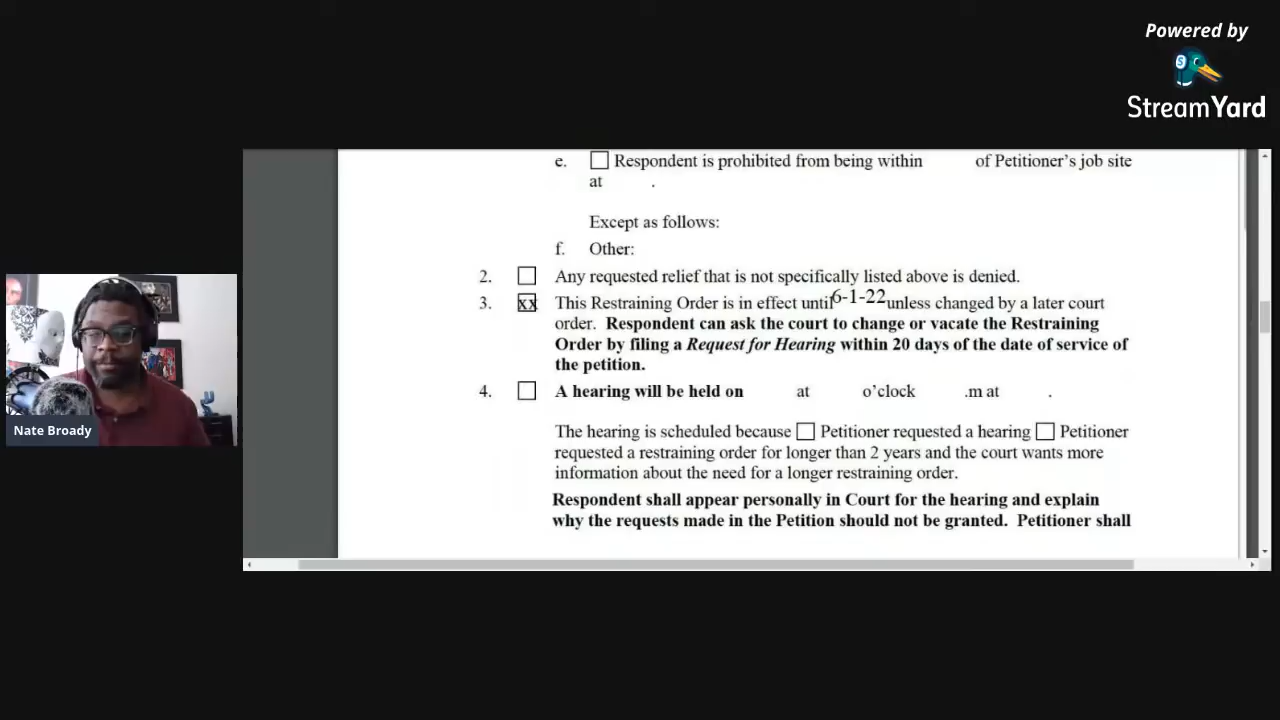 Powered by
StreamYard
e. Respondent is prohibited from being within of Petitioner's job site
at .
Except as follows:
f. Other:
2. Any requested relief that is not specifically listed above is denied.
3. xx This Restraining Order is in effect until 6-1-22 unless changed by a later court
order. Respondent can ask the court to change or vacate the Restraining
Order by filing a Request for Hearing within 20 days of the date of service of
the petition.
4. A hearing will be held on at o'clock .m at .
The hearing is scheduled because Petitioner requested a hearing Petitioner
requested a restraining order for longer than 2 years and the court wants more
information about the need for a longer restraining order.
Respondent shall appear personally in Court for the hearing and explain
why the requests made in the Petition should not be granted. Petitioner shall
Nate Broady